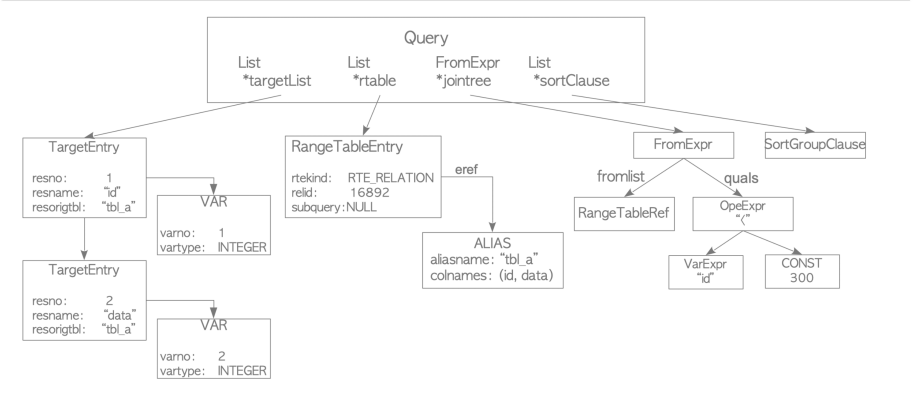 Query
List List FromExpr List
*targetList *rtable *jointree *sortClause
TargetEntry
resno: 1
resname: “id”
resorigtbl: “tbl_a”
VAR
varno: 1
vartype: INTEGER
TargetEntry
resno: 2
resname: “data”
resorigtbl: “tbl_a”
VAR
varno: 2
vartype: INTEGER
RangeTableEntry
rtekind: RTE_RELATION
relid: 16892
subquery:NULL
eref
ALIAS
aliasname: “tbl_a”
colnames: (id, data)
FromExpr
fromlist
quals
RangeTableRef
OpeExpr
“<”
VarExpr
“id”
CONST
300
SortGroupClause